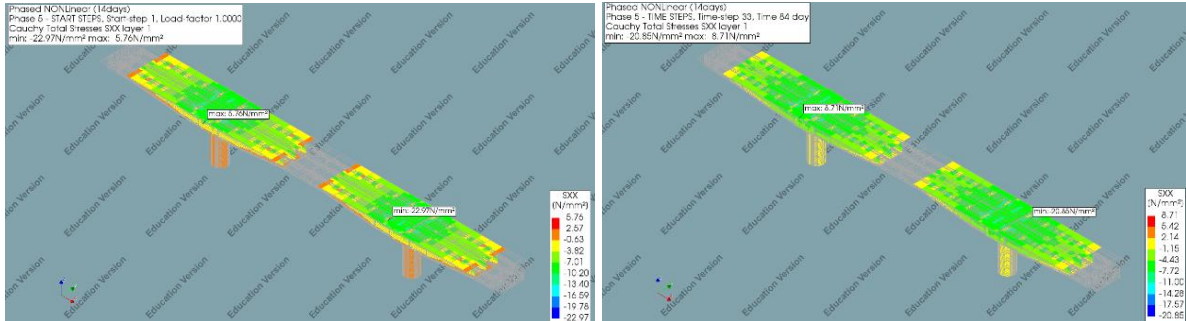 Phased NONLinear (14days)
Phase 5 - START STEPS, Start-step 1, Load-factor 1.0000
Cauchy Total Stresses SXX layer 1
min: -22.97N/mm² max: 5.76N/mm²
Education Version
max: 5.76N/mm²
min: -22.97N/mm²
SXX
(N/mm²)
5.76
2.57
-0.63
-3.82
-7.01
-10.20
-13.40
-16.59
-19.78
-22.97
Phased NONLinear (14days)
Phase 5 - TIME STEPS, Time-step 33, Time 84 day
Cauchy Total Stresses SXX layer 1
min: -20.85N/mm² max: 8.71N/mm²
Education Version
max: 8.71N/mm²
min: -20.85N/mm²
SXX
(N/mm²)
8.71
5.42
2.14
-1.15
-4.43
-7.72
-11.00
-14.28
-17.57
-20.85